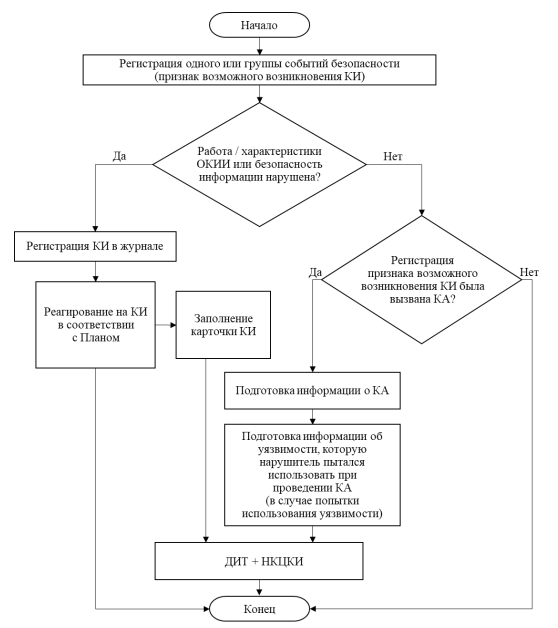 Начало
Регистрация одного или группы событий безопасности
(признак возможного возникновения КИ)
Работа / характеристики
ОКИИ или безопасность
информации нарушена?
Да
Нет
Регистрация КИ в журнале
Регистрация
признака возможного
возникновения КИ была
вызвана КА?
Да
Нет
Реагирование на КИ
в соответствии
с Планом
Заполнение
карточки КИ
Подготовка информации о КА
Подготовка информации об
уязвимости, которую
нарушитель пытался
использовать при
проведении КА
(в случае попытки
использования уязвимости)
ДИТ + НКЦКИ
Конец